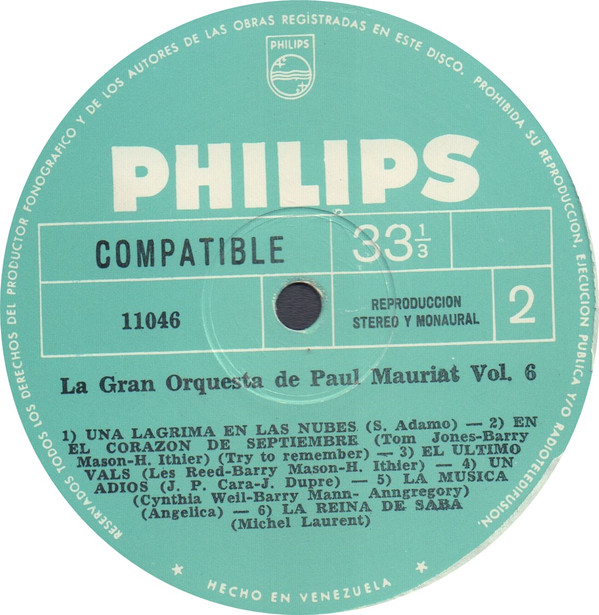 RESERVADOS TODOS LOS DERECHOS DEL PRODUCTOR FONOGRAFICO Y DE LOS AUTORES DE LAS OBRAS REGISTRADAS EN ESTE DISCO. PROHIBIDA SU REPRODUCCION, EJECUCION PUBLICA Y/O RADIOTELEDIFUSION.
PHILIPS
PHILIPS
COMPATIBLE
33 1/3
11046
REPRODUCCION
STEREO Y MONAURAL
2
La Gran Orquesta de Paul Mauriat Vol. 6
1) UNA LAGRIMA EN LAS NUBES (S. Adamo) — 2) EN
EL CORAZON DE SEPTIEMBRE (Tom Jones-Barry
Mason-H. Ithier) (Try to remember) — 3) EL ULTIMO
VALS (Les Reed-Barry Mason-H. Ithier) — 4) UN
ADIOS (J. P. Cara-J. Dupre) — 5) LA MUSICA
(Cynthia Weil-Barry Mann- Anngregory)
(Angelica) — 6) LA REINA DE SABA
(Michel Laurent)
★ HECHO EN VENEZUELA ★